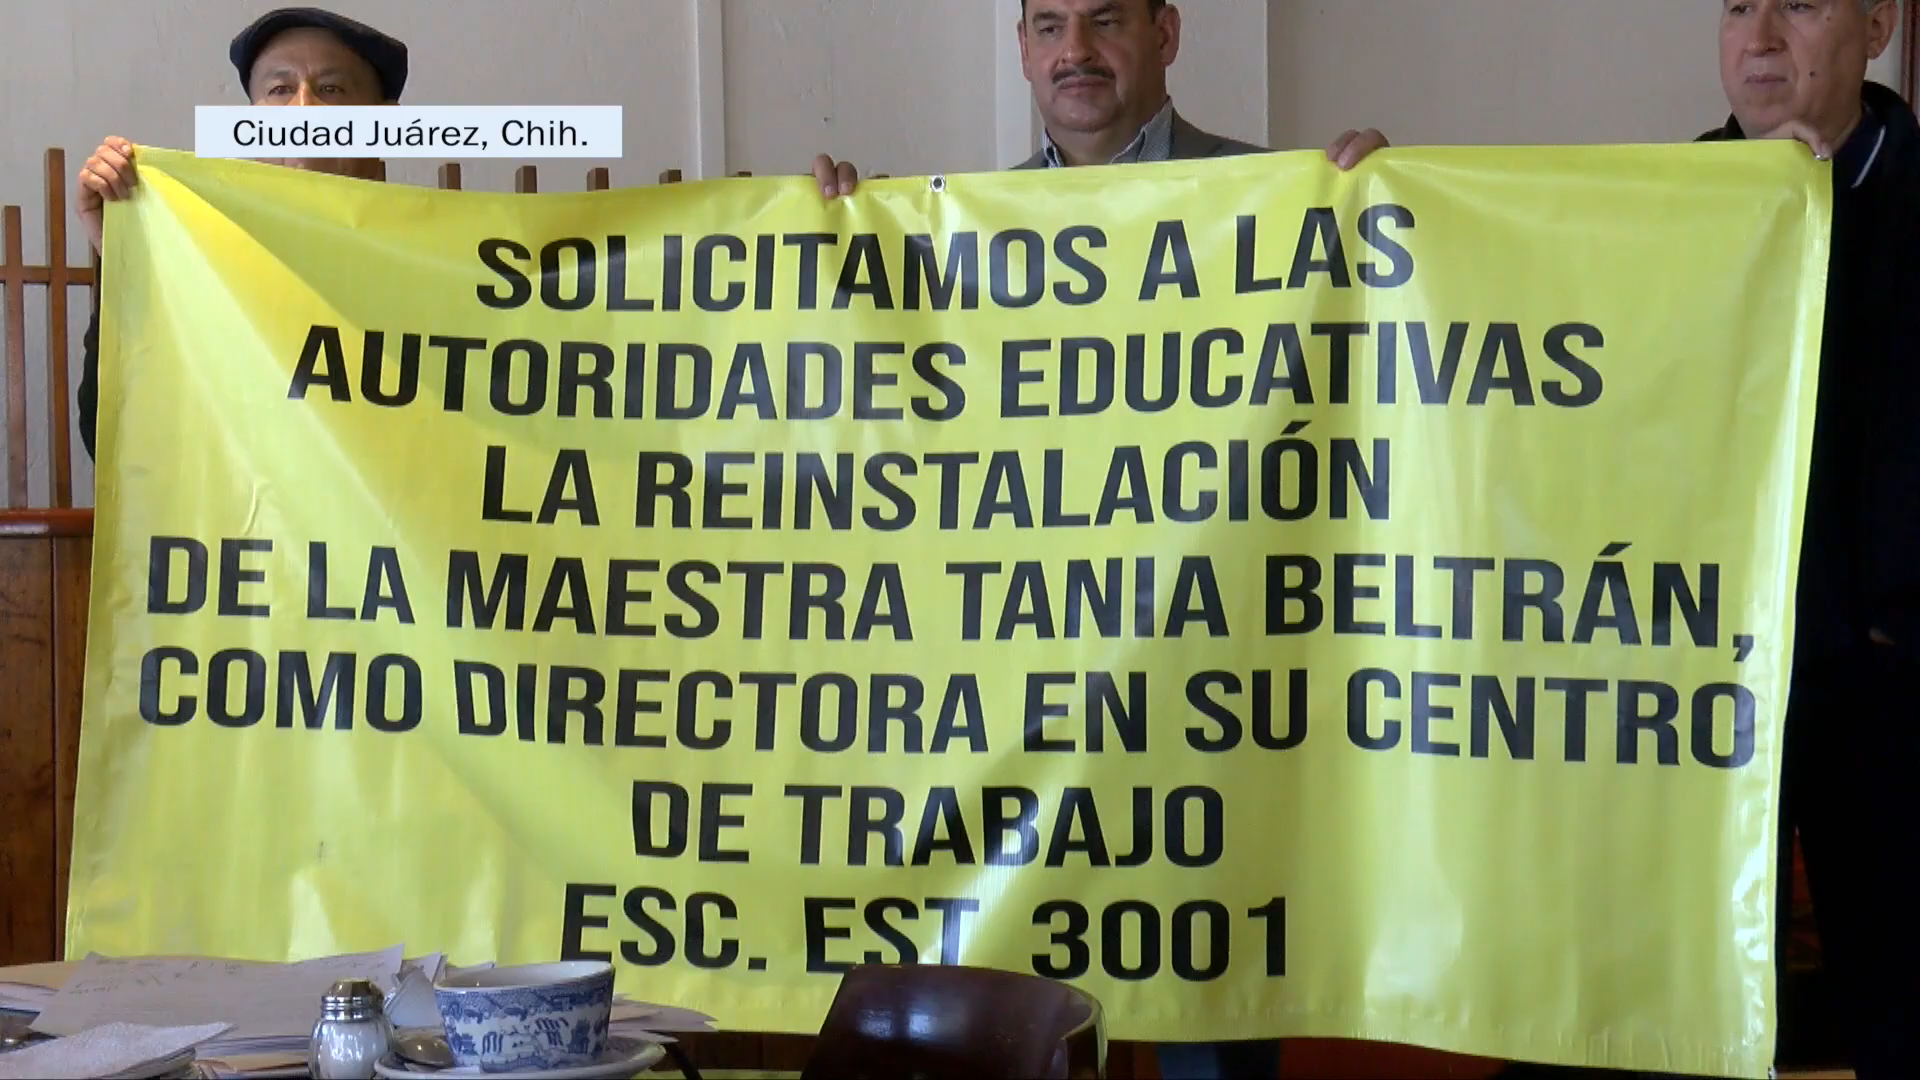 Ciudad Juárez, Chih.
SOLICITAMOS A LAS
AUTORIDADES EDUCATIVAS
LA REINSTALACIÓN
DE LA MAESTRA TANIA BELTRÁN,
COMO DIRECTORA EN SU CENTRO
DE TRABAJO
ESC. EST 3001